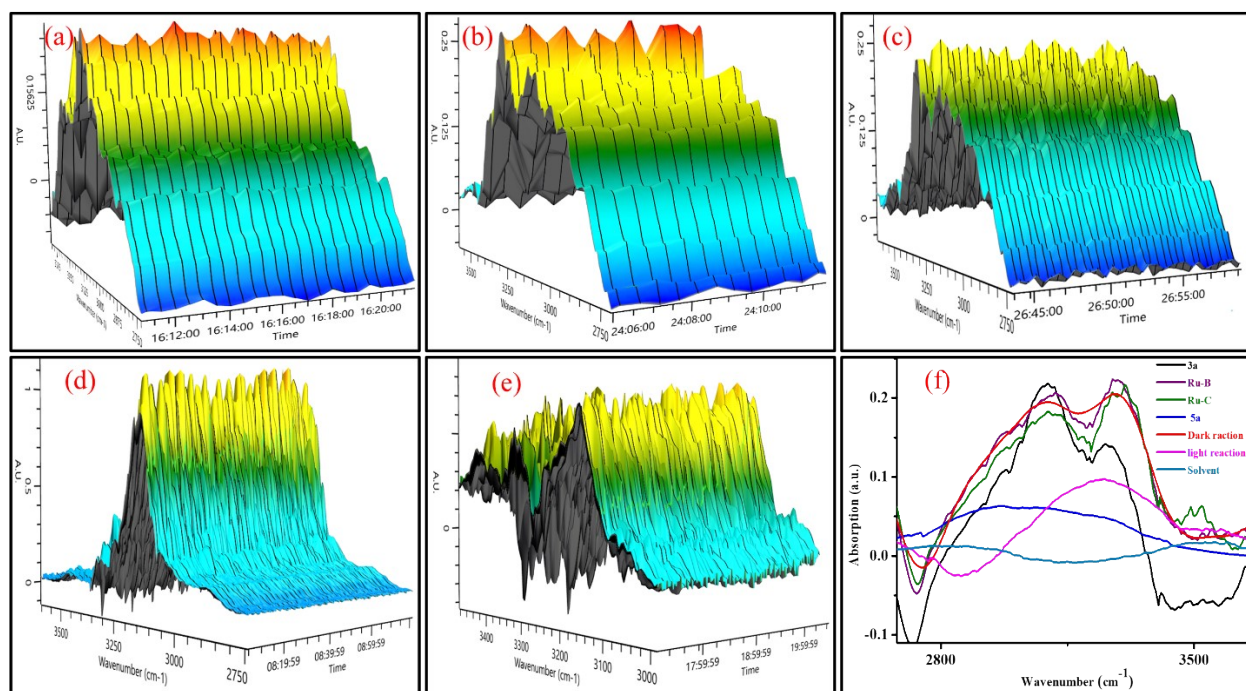 (a)
0.15625
0
A.U.
Wavenumber (cm-1)
2750
16:12:00
16:14:00
16:16:00
16:18:00
16:20:00
Time
(b)
0.25
0.125
0
A.U.
3500
3250
3000
2750
Wavenumber (cm-1)
24:06:00
24:08:00
24:10:00
Time
(c)
0.25
0.125
0
A.U.
3500
3250
3000
2750
Wavenumber (cm-1)
26:45:00
26:50:00
26:55:00
Time
(d)
1
0.5
0
A.U.
3500
3250
3000
2750
Wavenumber (cm-1)
08:19:59
08:39:59
08:59:59
Time
(e)
0
A.U.
3400
3300
3200
3100
3000
Wavenumber (cm-1)
17:59:59
18:59:59
19:59:59
Time
(f)
3a
Ru-B
Ru-C
5a
Dark raction
light reaction
Solvent
0.2
0.1
0.0
-0.1
Absorption (a.u.)
2800
3500
Wavenumber (cm-1)